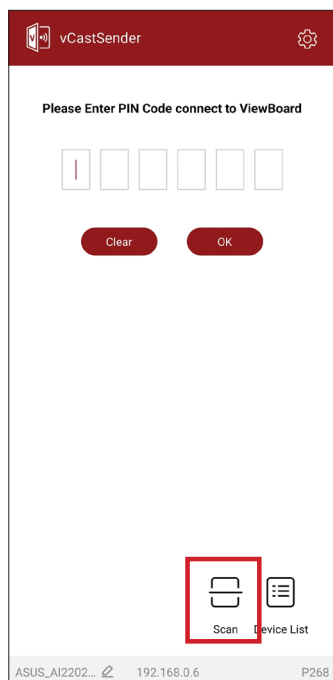 vCastSender
Please Enter PIN Code connect to ViewBoard
Clear OK
Scan Device List
ASUS_AI2202... 192.168.0.6 P268